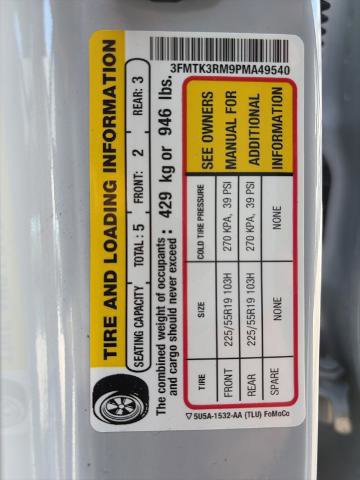 3FMTK3RM9PMA49540
TIRE AND LOADING INFORMATION
SEATING CAPACITY TOTAL: 5 FRONT: 2 REAR: 3
The combined weight of occupants
and cargo should never exceed : 429 kg or 946 lbs.
TIRE SIZE COLD TIRE PRESSURE
FRONT 225/55R19 103H 270 KPA, 39 PSI
REAR 225/55R19 103H 270 KPA, 39 PSI
SPARE NONE NONE
SEE OWNERS
MANUAL FOR
ADDITIONAL
INFORMATION
5U5A-1532-AA (TLU) FoMoCo